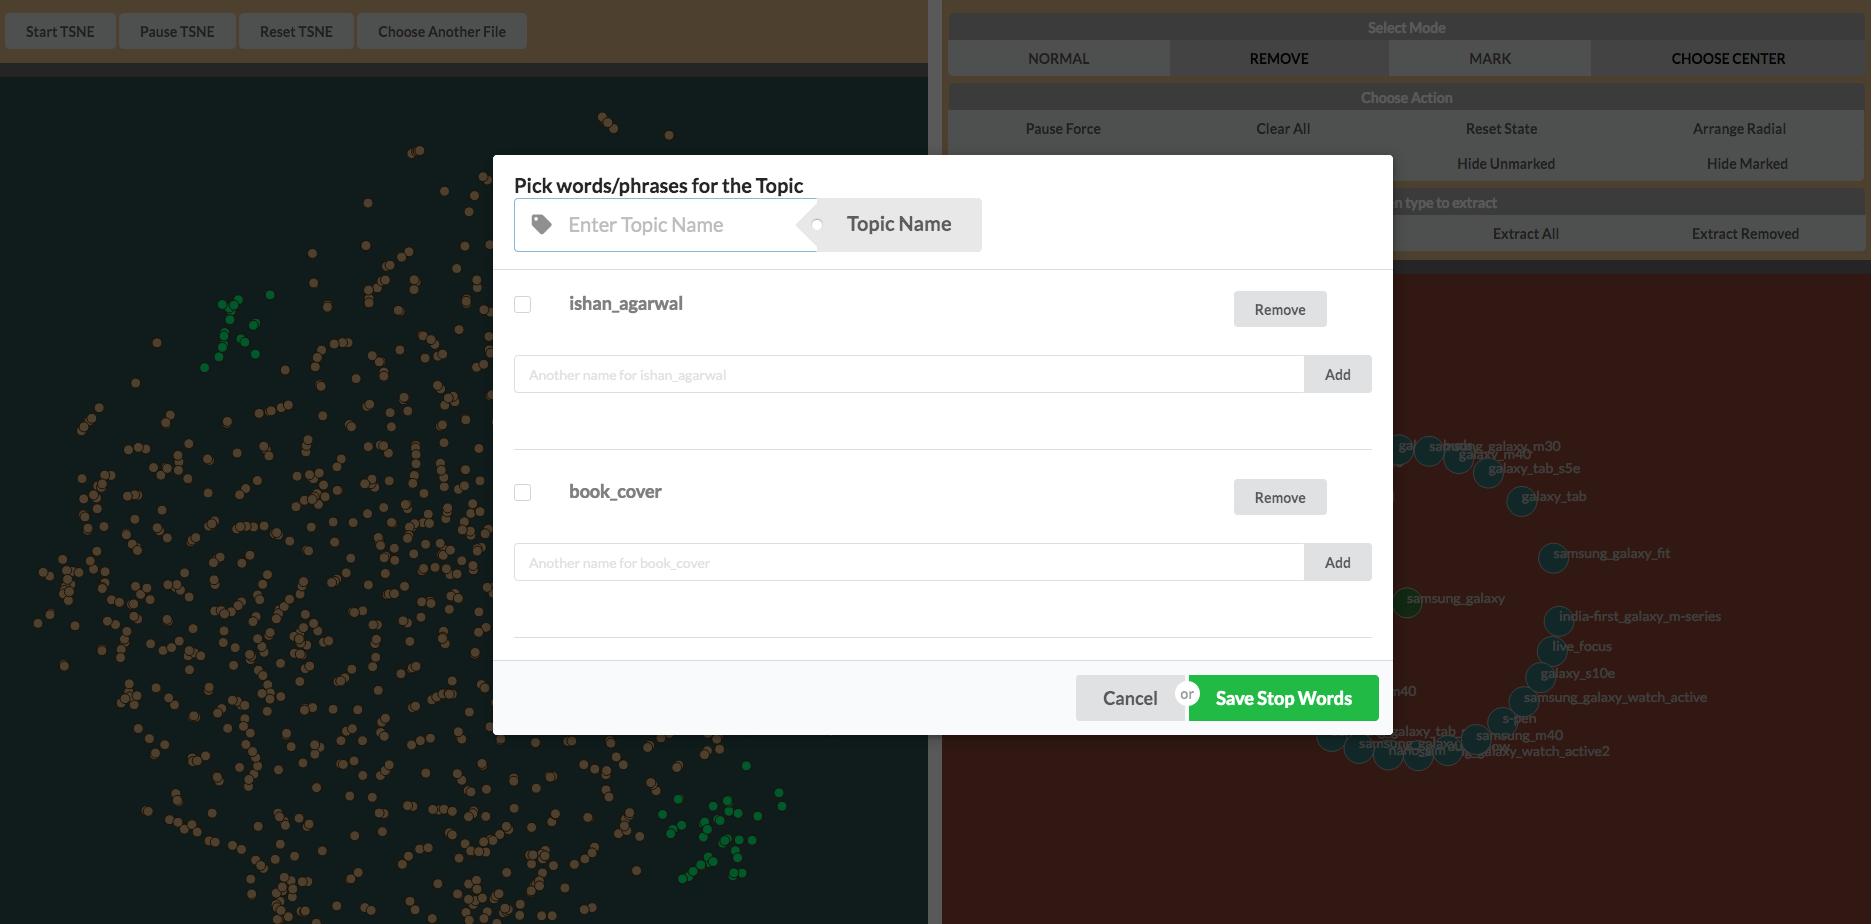 Start TSNE
Pause TSNE
Reset TSNE
Choose Another File
Select Mode
NORMAL
REMOVE
MARK
CHOOSE CENTER
Choose Action
Pause Force
Clear All
Reset State
Arrange Radial
Hide Unmarked
Hide Marked
n type to extract
Extract All
Extract Removed
Pick words/phrases for the Topic
Enter Topic Name
Topic Name
ishan_agarwal
Remove
Another name for ishan_agarwal
Add
book_cover
Remove
Another name for book_cover
Add
Cancel
or
Save Stop Words
samsung_galaxy_m30
galaxy_m40
galaxy_tab_s5e
galaxy_tab
samsung_galaxy_fit
samsung_galaxy
india-first_galaxy_m-series
live_focus
galaxy_s10e
m40
samsung_galaxy_watch_active
s-pen
galaxy_tab
samsung_m40
samsung_galaxy
galaxy_watch_active2